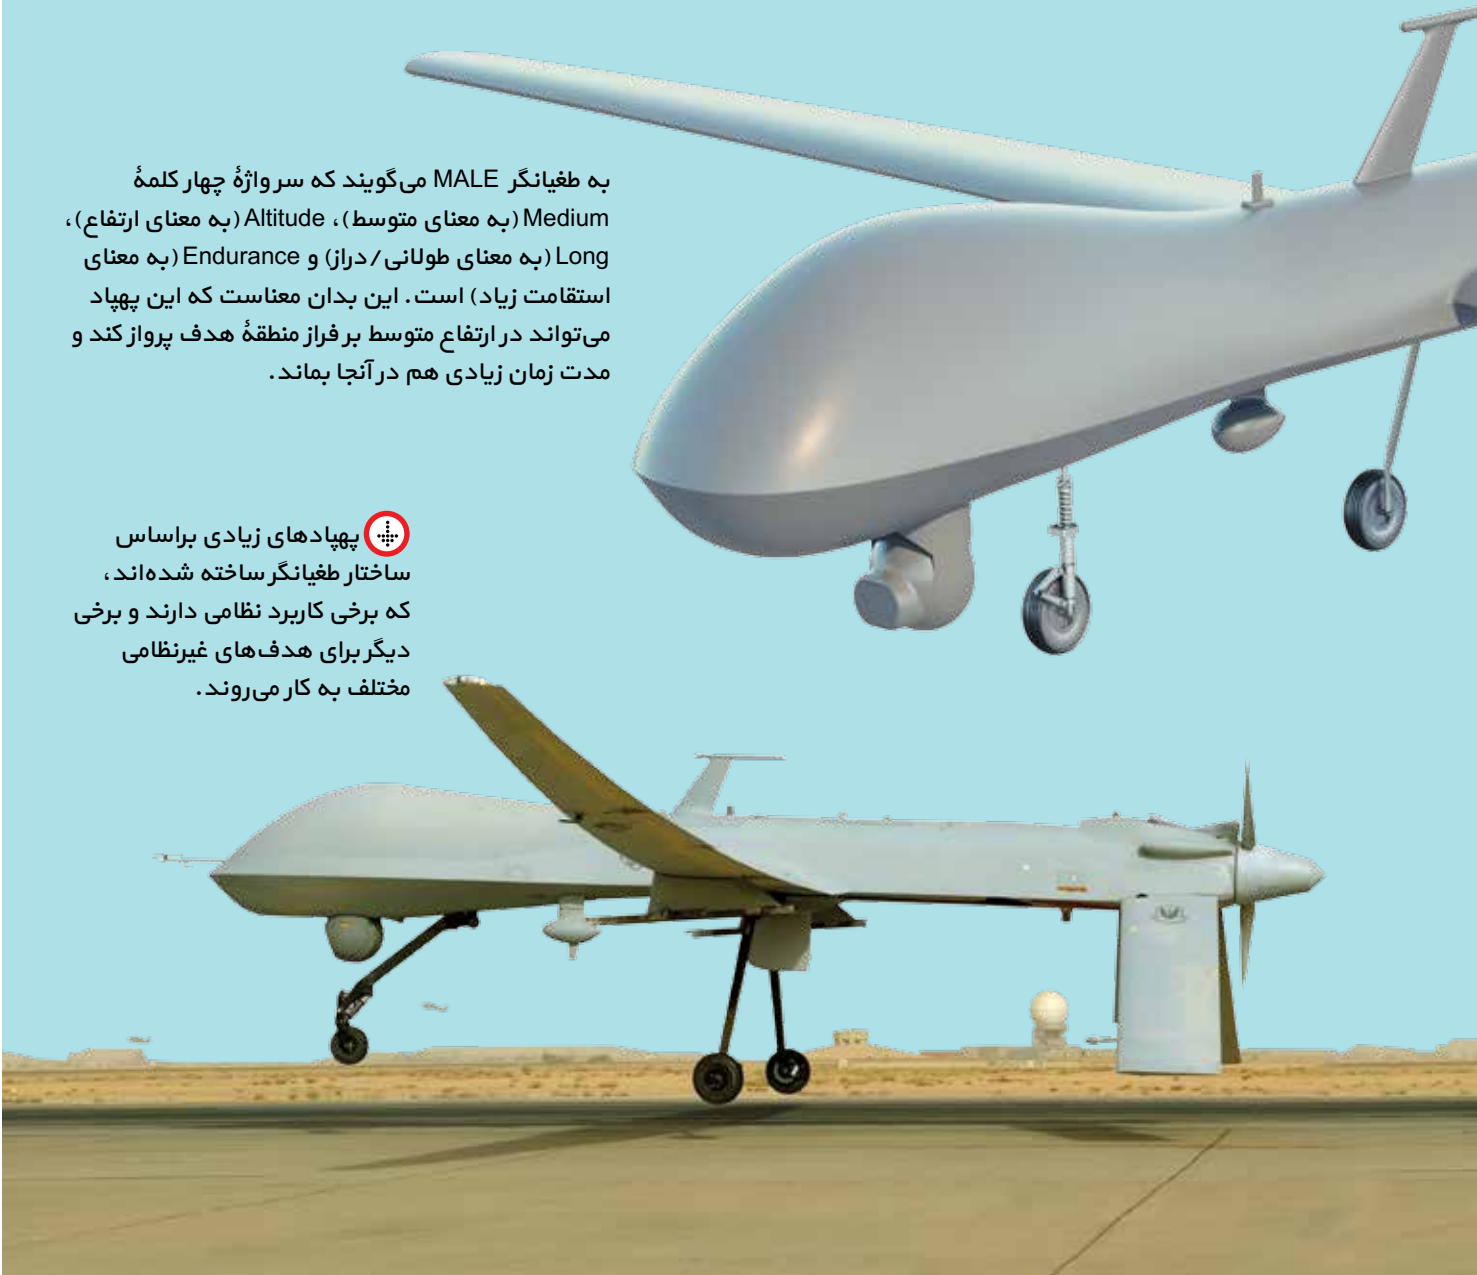 به طغیانگر MALE می‌گویند که سرواژهٔ چهار کلمهٔ
Medium (به معنای متوسط)، Altitude (به معنای ارتفاع)،
Long (به معنای طولانی/دراز) و Endurance (به معنای
استقامت زیاد) است. این بدان معناست که این پهپاد
می‌تواند در ارتفاع متوسط بر فراز منطقهٔ هدف پرواز کند و
مدت زمان زیادی هم در آنجا بماند.
پهپادهای زیادی براساس
ساختار طغیانگر ساخته شده‌اند،
که برخی کاربرد نظامی دارند و برخی
دیگر برای هدف‌های غیرنظامی
مختلف به کار می‌روند.